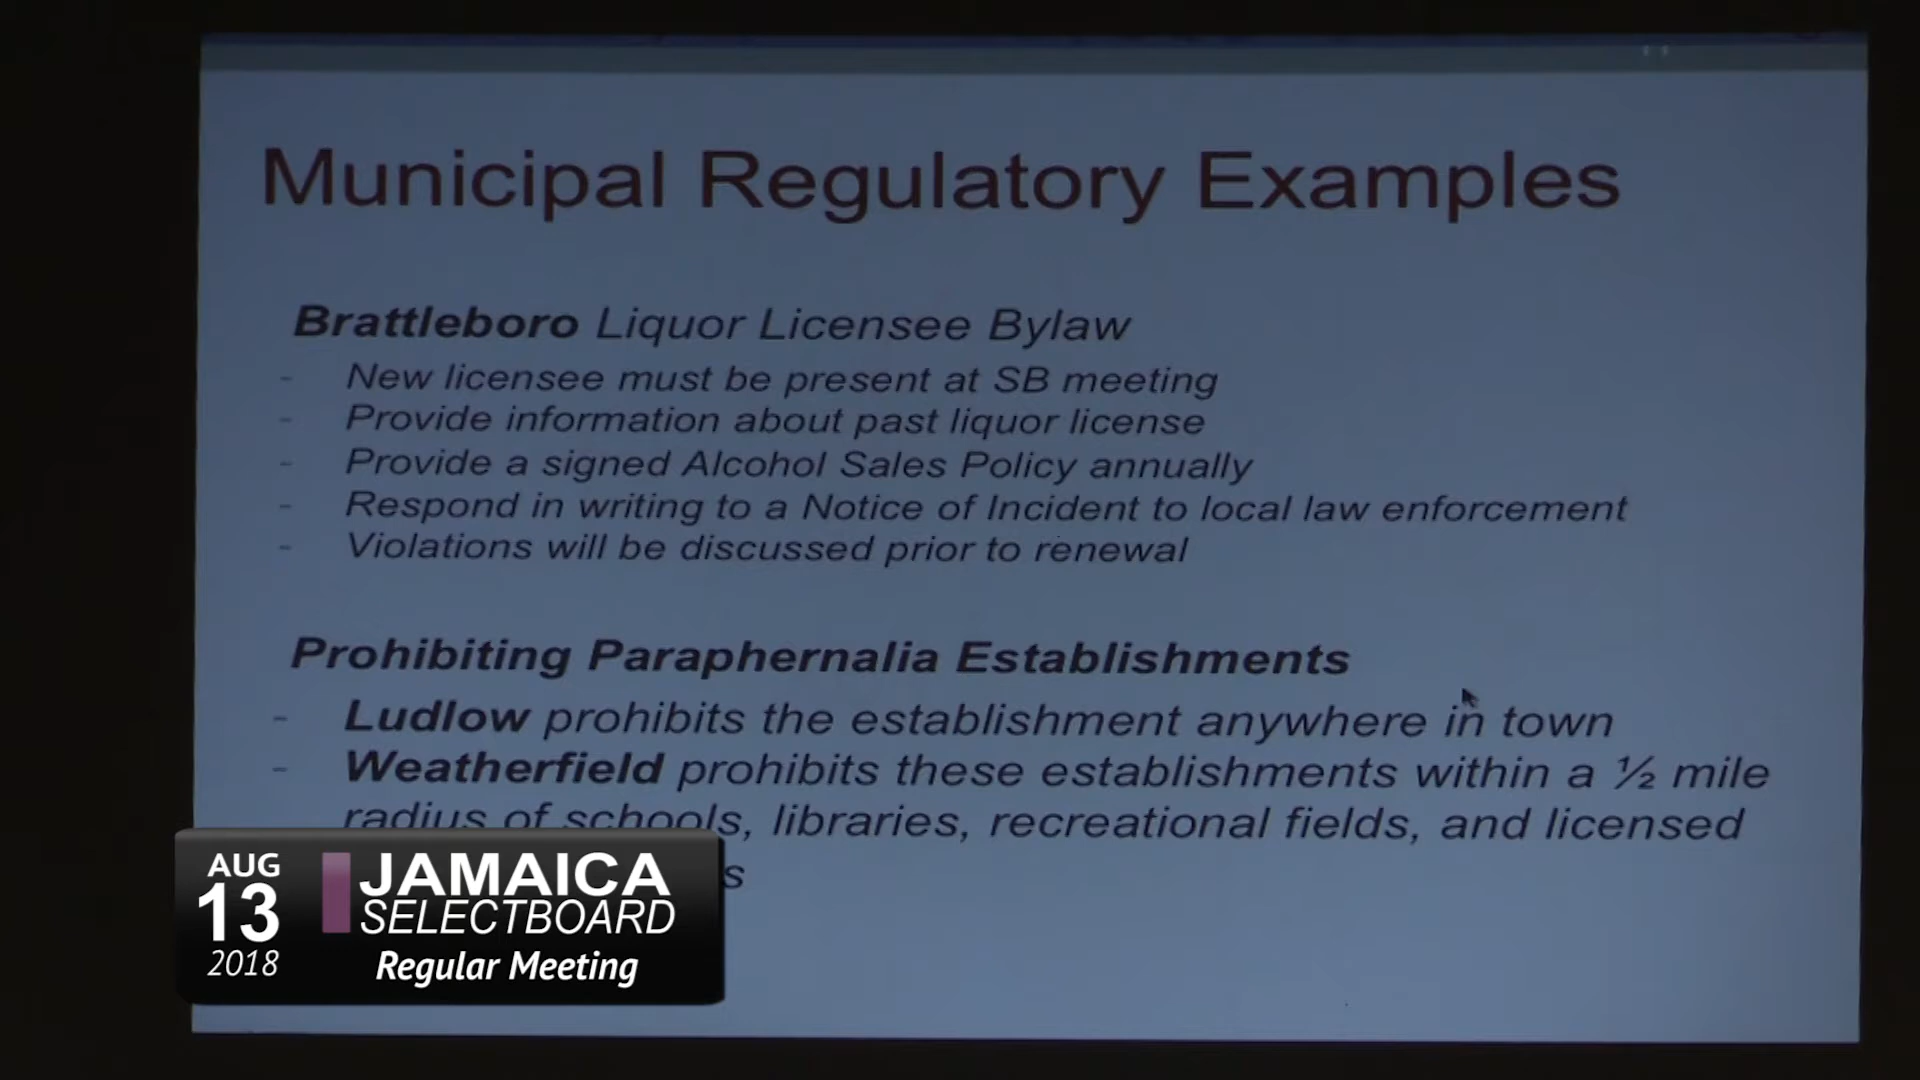 Municipal Regulatory Examples
Brattleboro Liquor Licensee Bylaw
- New licensee must be present at SB meeting
- Provide information about past liquor license
- Provide a signed Alcohol Sales Policy annually
- Respond in writing to a Notice of Incident to local law enforcement
- Violations will be discussed prior to renewal
Prohibiting Paraphernalia Establishments
- Ludlow prohibits the establishment anywhere in town
- Weatherfield prohibits these establishments within a ½ mile
radius of schools, libraries, recreational fields, and licensed
AUG
13
2018
JAMAICA
SELECTBOARD
Regular Meeting